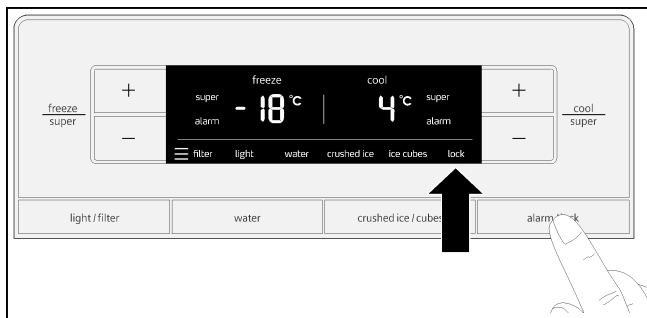 freeze cool
super - 18 °C 4 °C super
freeze
super
+ +
cool
super
alarm alarm
- -
filter light water crushed ice ice cubes lock
light / filter water crushed ice / cubes